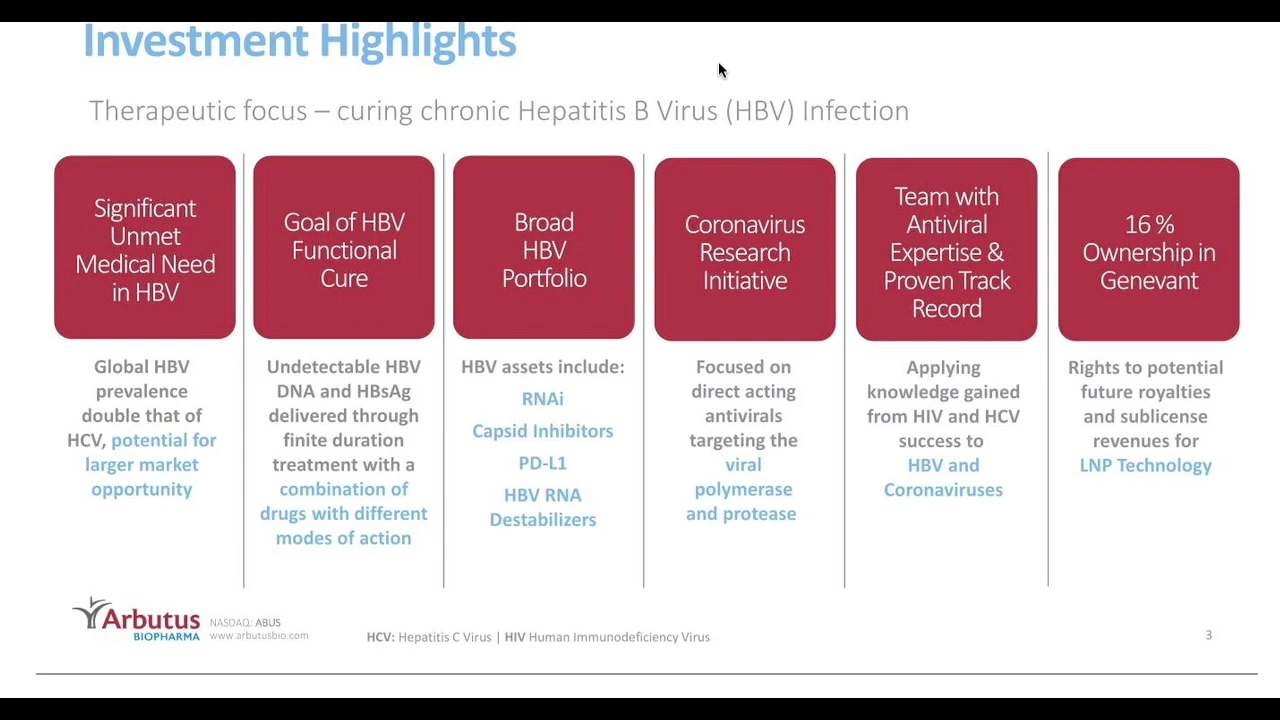 Investment Highlights
Therapeutic focus – curing chronic Hepatitis B Virus (HBV) Infection
Significant
Unmet
Medical Need
in HBV
Global HBV
prevalence
double that of
HCV, potential for
larger market
opportunity
Goal of HBV
Functional
Cure
Undetectable HBV
DNA and HBsAg
delivered through
finite duration
treatment with a
combination of
drugs with different
modes of action
Broad
HBV
Portfolio
HBV assets include:
RNAi
Capsid Inhibitors
PD-L1
HBV RNA
Destabilizers
Coronavirus
Research
Initiative
Focused on
direct acting
antivirals
targeting the
viral
polymerase
and protease
Team with
Antiviral
Expertise &
Proven Track
Record
Applying
knowledge gained
from HIV and HCV
success to
HBV and
Coronaviruses
16 %
Ownership in
Genevant
Rights to potential
future royalties
and sublicense
revenues for
LNP Technology
Arbutus
BIOPHARMA
NASDAQ: ABUS
www.arbutusbio.com
HCV: Hepatitis C Virus | HIV Human Immunodeficiency Virus
3